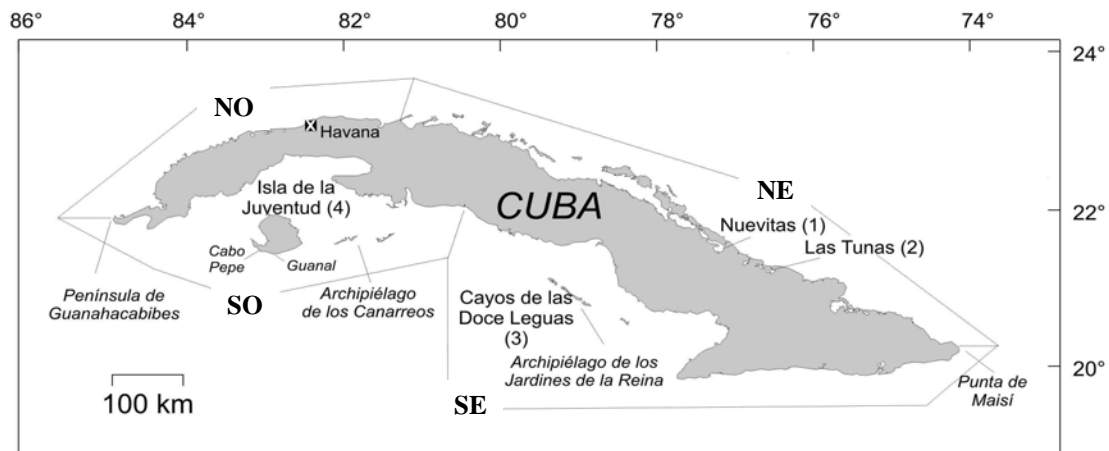 86°
84°
82°
80°
78°
76°
74°
24°
NO
Havana
Isla de la
Juventud (4)
CUBA
NE
22°
Nuevitas (1)
Las Tunas (2)
Cabo
Pepe
Guanal
Península de
Guanahacabibes
SO
Archipiélago
de los Canarreos
Cayos de las
Doce Leguas
(3)
Archipiélago de los
Jardines de la Reina
20°
Punta de
Maisí
100 km
SE